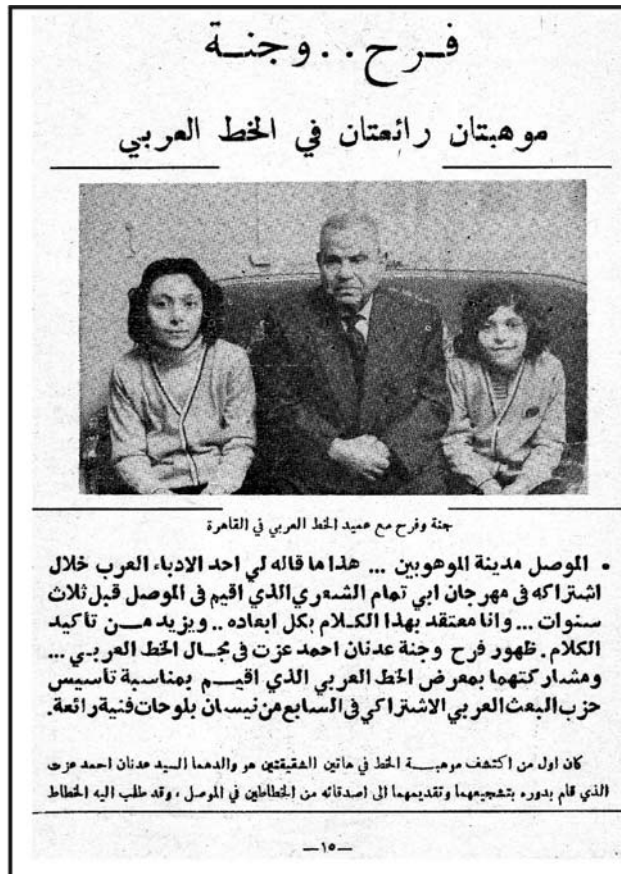 فرح..وجنة
موهبتان رائعتان في الخط العربي
جنة وفرح مع عميد الخط العربي في القاهرة
• الموصل مدينة الموهوبين ... هذا ما قاله لي احد الادباء العرب خلال
اشتراكه في مهرجان ابي تمام الشعري الذي اقيم في الموصل قبل ثلاث
سنوات ... وانا معتقد بهذا الكلام بكل ابعاده .. ويزيد من تأكيد
الكلام . ظهور فرح وجنة عدنان احمد عزت في مجال الخط العربي ...
ومشاركتهما بمعرض الخط العربي الذي اقيم بمناسبة تأسيس
حزب البعث العربي الاشتراكي في السابع من نيسان بلوحات فنية رائعة.
كان اول من اكتشف موهبة الخط في هاتين الشقيقتين هو والدهما السيد عدنان احمد عزت
الذي قام بدوره بتشجيعهما وتقديمهما الى اصدقائه من الخطاطين في الموصل ، وقد طلب اليه الخطاط
—١٥—